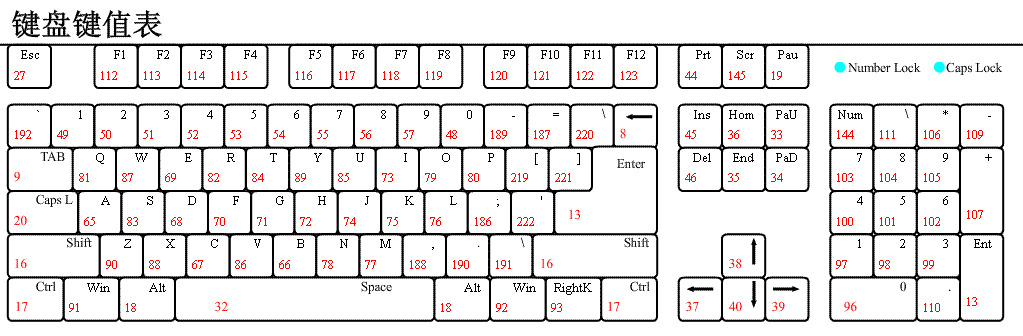 键盘键值表
Esc F1 F2 F3 F4 F5 F6 F7 F8 F9 F10 F11 F12 Prt Scr Pau
27 112 113 114 115 116 117 118 119 120 121 122 123 44 145 19
Number Lock Caps Lock
` 1 2 3 4 5 6 7 8 9 0 - = \ Ins Hom PaU Num \ * -
192 49 50 51 52 53 54 55 56 57 48 189 187 220 8 45 36 33 144 111 106 109
TAB Q W E R T Y U I O P [ ] Enter Del End PaD 7 8 9 +
9 81 87 69 82 84 89 85 73 79 80 219 221 46 35 34 103 104 105
Caps L A S D F G H J K L ; ' 4 5 6
20 65 83 68 70 71 72 74 75 76 186 222 13 100 101 102 107
Shift Z X C V B N M , . \ Shift 1 2 3 Ent
16 90 88 67 86 66 78 77 188 190 191 16 38 97 98 99
Ctrl Win Alt Space Alt Win RightK Ctrl 0 .
17 91 18 32 18 92 93 17 37 40 39 96 110 13